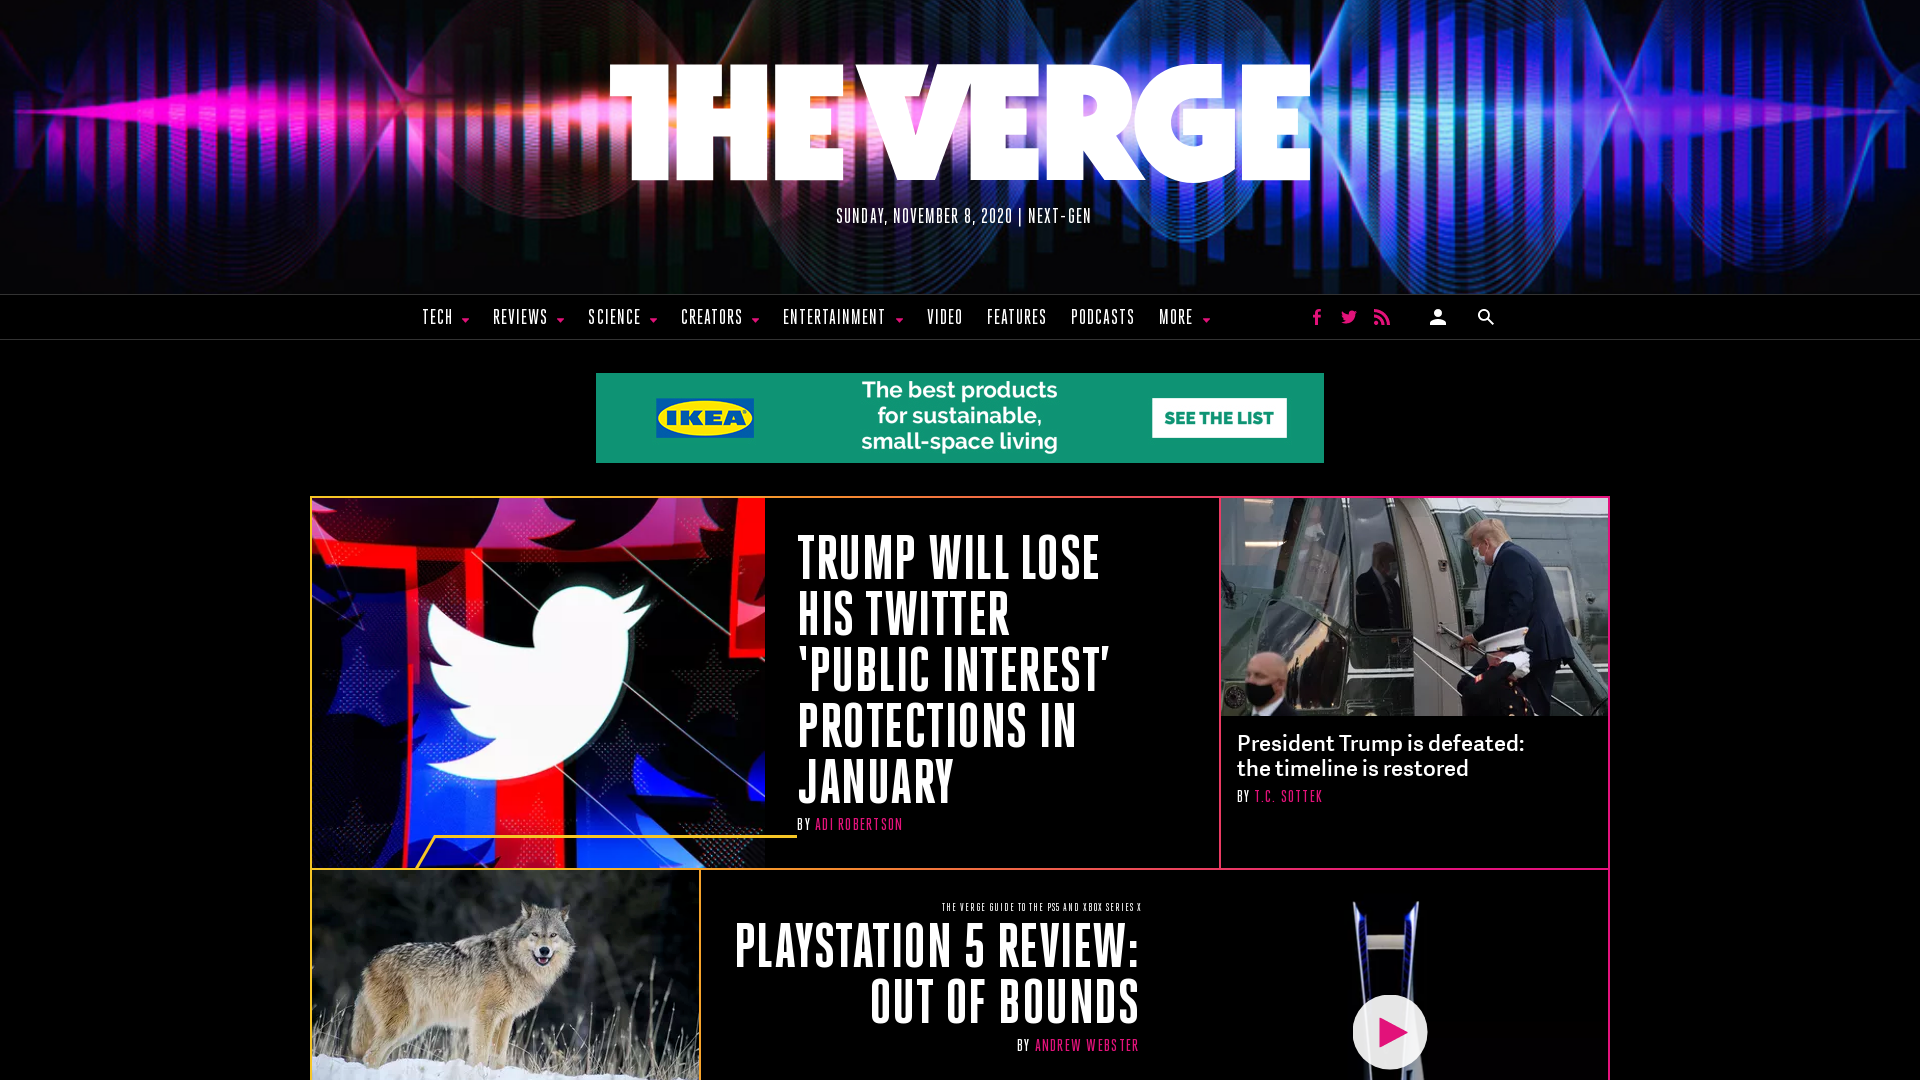 THE VERGE
SUNDAY, NOVEMBER 8, 2020 | NEXT-GEN
TECH REVIEWS SCIENCE CREATORS ENTERTAINMENT VIDEO FEATURES PODCASTS MORE
IKEA
The best products
for sustainable,
small-space living
SEE THE LIST
TRUMP WILL LOSE
HIS TWITTER
‘PUBLIC INTEREST’
PROTECTIONS IN
JANUARY
BY ADI ROBERTSON
President Trump is defeated:
the timeline is restored
BY T.C. SOTTEK
THE VERGE GUIDE TO THE PS5 AND XBOX SERIES X
PLAYSTATION 5 REVIEW:
OUT OF BOUNDS
BY ANDREW WEBSTER